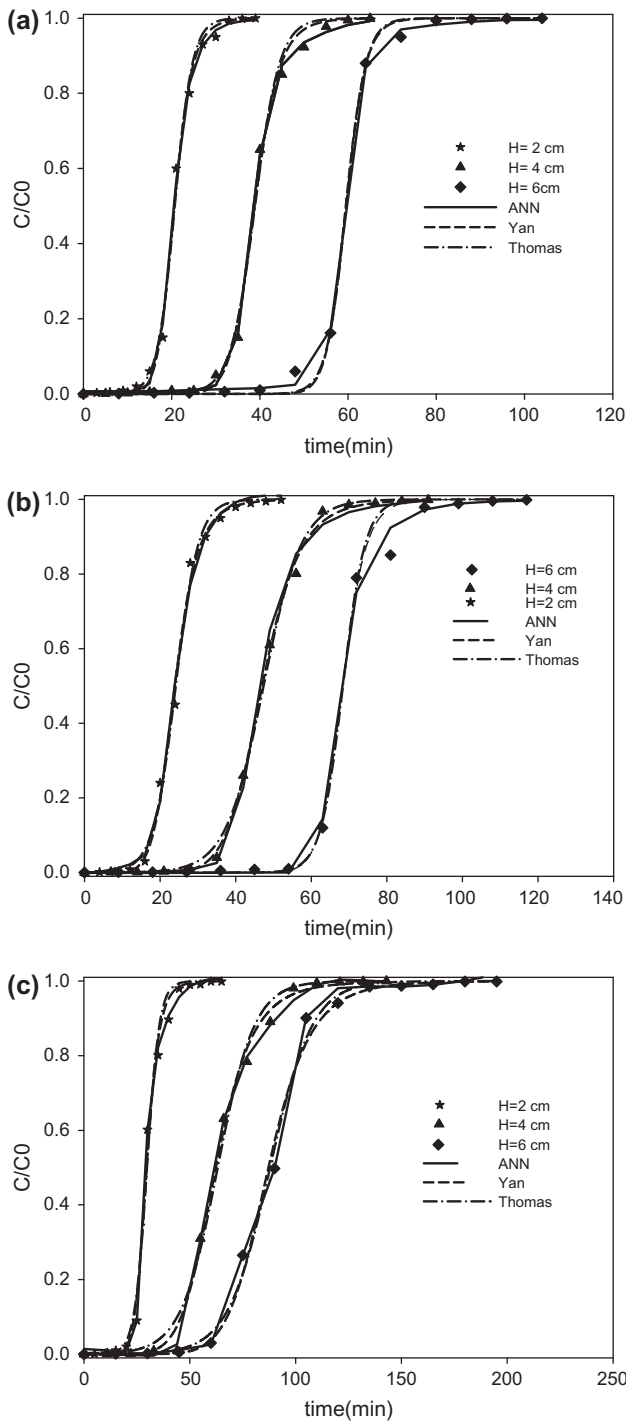 (a)
1.0
0.8
0.6
0.4
0.2
0.0
C/C0
H= 2 cm
H= 4 cm
H= 6cm
ANN
Yan
Thomas
0 20 40 60 80 100 120
time(min)
(b)
1.0
0.8
0.6
0.4
0.2
0.0
C/C0
H=6 cm
H=4 cm
H=2 cm
ANN
Yan
Thomas
0 20 40 60 80 100 120 140
time(min)
(c)
1.0
0.8
0.6
0.4
0.2
0.0
C/C0
H=2 cm
H=4 cm
H=6 cm
ANN
Yan
Thomas
0 50 100 150 200 250
time(min)